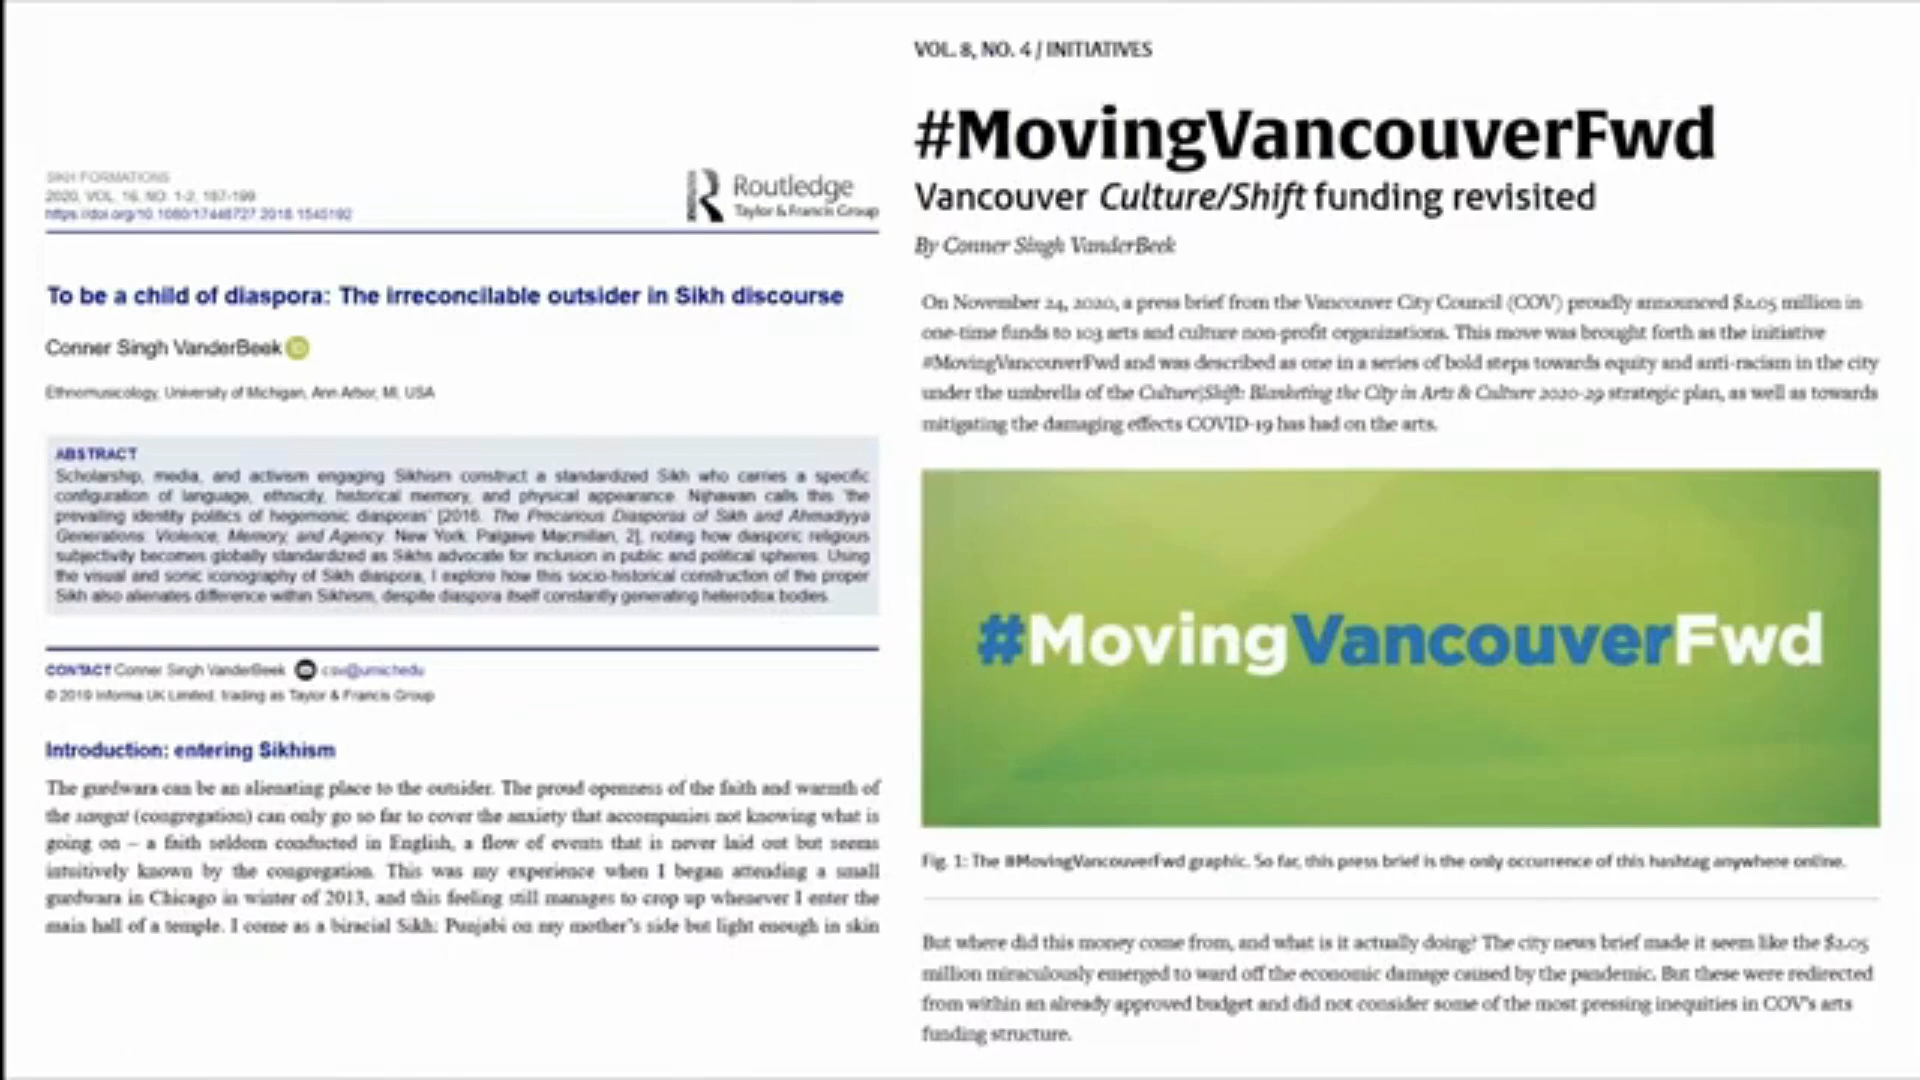 SIKH FORMATIONS
2020, VOL. 16, NO. 1-2, 187-199
https://doi.org/10.1080/17448727.2018.1545192
Routledge
Taylor & Francis Group
To be a child of diaspora: The irreconcilable outsider in Sikh discourse
Conner Singh VanderBeek iD
Ethnomusicology, University of Michigan, Ann Arbor, MI, USA
ABSTRACT
Scholarship, media, and activism engaging Sikhism construct a standardized Sikh who carries a specific
configuration of language, ethnicity, historical memory, and physical appearance. Nijhawan calls this 'the
prevailing identity politics of hegemonic diasporas' [2016. The Precarious Diasporas of Sikh and Ahmadiyya
Generations: Violence, Memory, and Agency. New York: Palgave Macmillan, 2], noting how diasporic religious
subjectivity becomes globally standardized as Sikhs advocate for inclusion in public and political spheres. Using
the visual and sonic iconography of Sikh diaspora, I explore how this socio-historical construction of the proper
Sikh also alienates difference within Sikhism, despite diaspora itself constantly generating heterodox bodies.
CONTACT Conner Singh VanderBeek csv@umich.edu
© 2019 Informa UK Limited, trading as Taylor & Francis Group
Introduction: entering Sikhism
The gurdwara can be an alienating place to the outsider. The proud openness of the faith and warmth of
the sangat (congregation) can only go so far to cover the anxiety that accompanies not knowing what is
going on – a faith seldom conducted in English, a flow of events that is never laid out but seems
intuitively known by the congregation. This was my experience when I began attending a small
gurdwara in Chicago in winter of 2013, and this feeling still manages to crop up whenever I enter the
main hall of a temple. I come as a biracial Sikh: Punjabi on my mother's side but light enough in skin
VOL. 8, NO. 4 / INITIATIVES
#MovingVancouverFwd
Vancouver Culture/Shift funding revisited
By Conner Singh VanderBeek
On November 24, 2020, a press brief from the Vancouver City Council (COV) proudly announced $2.05 million in
one-time funds to 103 arts and culture non-profit organizations. This move was brought forth as the initiative
#MovingVancouverFwd and was described as one in a series of bold steps towards equity and anti-racism in the city
under the umbrella of the Culture|Shift: Blanketing the City in Arts & Culture 2020-29 strategic plan, as well as towards
mitigating the damaging effects COVID-19 has had on the arts.
#MovingVancouverFwd
Fig. 1: The #MovingVancouverFwd graphic. So far, this press brief is the only occurrence of this hashtag anywhere online.
But where did this money come from, and what is it actually doing? The city news brief made it seem like the $2.05
million miraculously emerged to ward off the economic damage caused by the pandemic. But these were redirected
from within an already approved budget and did not consider some of the most pressing inequities in COV's arts
funding structure.